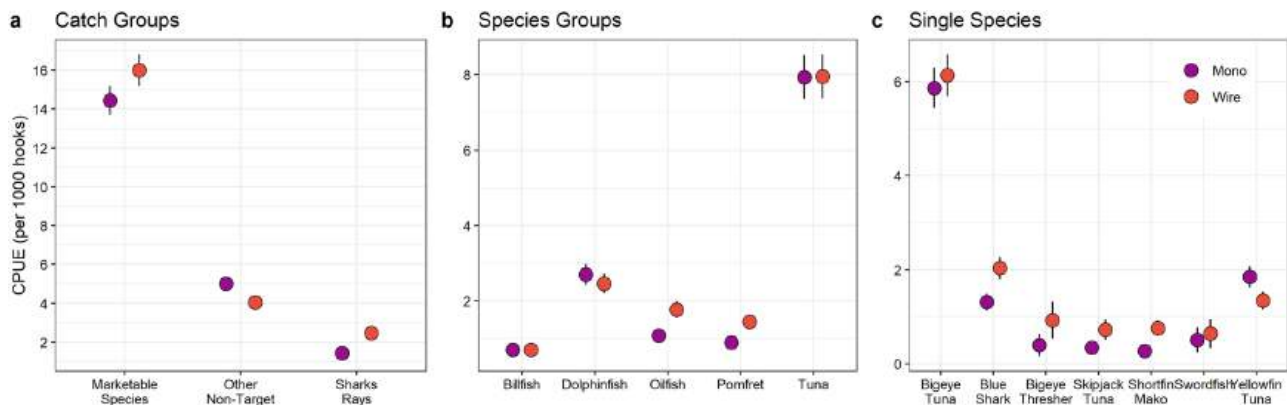 a Catch Groups
CPUE (per 1000 hooks)
16
14
12
10
8
6
4
2
Marketable
Species
Other
Non-Target
Sharks
Rays
b Species Groups
8
6
4
2
Billfish
Dolphinfish
Oilfish
Pomfret
Tuna
c Single Species
Mono
Wire
6
4
2
0
Bigeye
Tuna
Blue
Shark
Bigeye
Thresher
Skipjack
Tuna
Shortfin
Mako
Swordfish
Yellowfin
Tuna